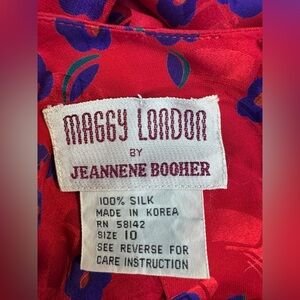 MAGGY LONDON
BY
JEANNENE BOOHER
100% SILK
MADE IN KOREA
RN 58142
SIZE 10
SEE REVERSE FOR
CARE INSTRUCTION